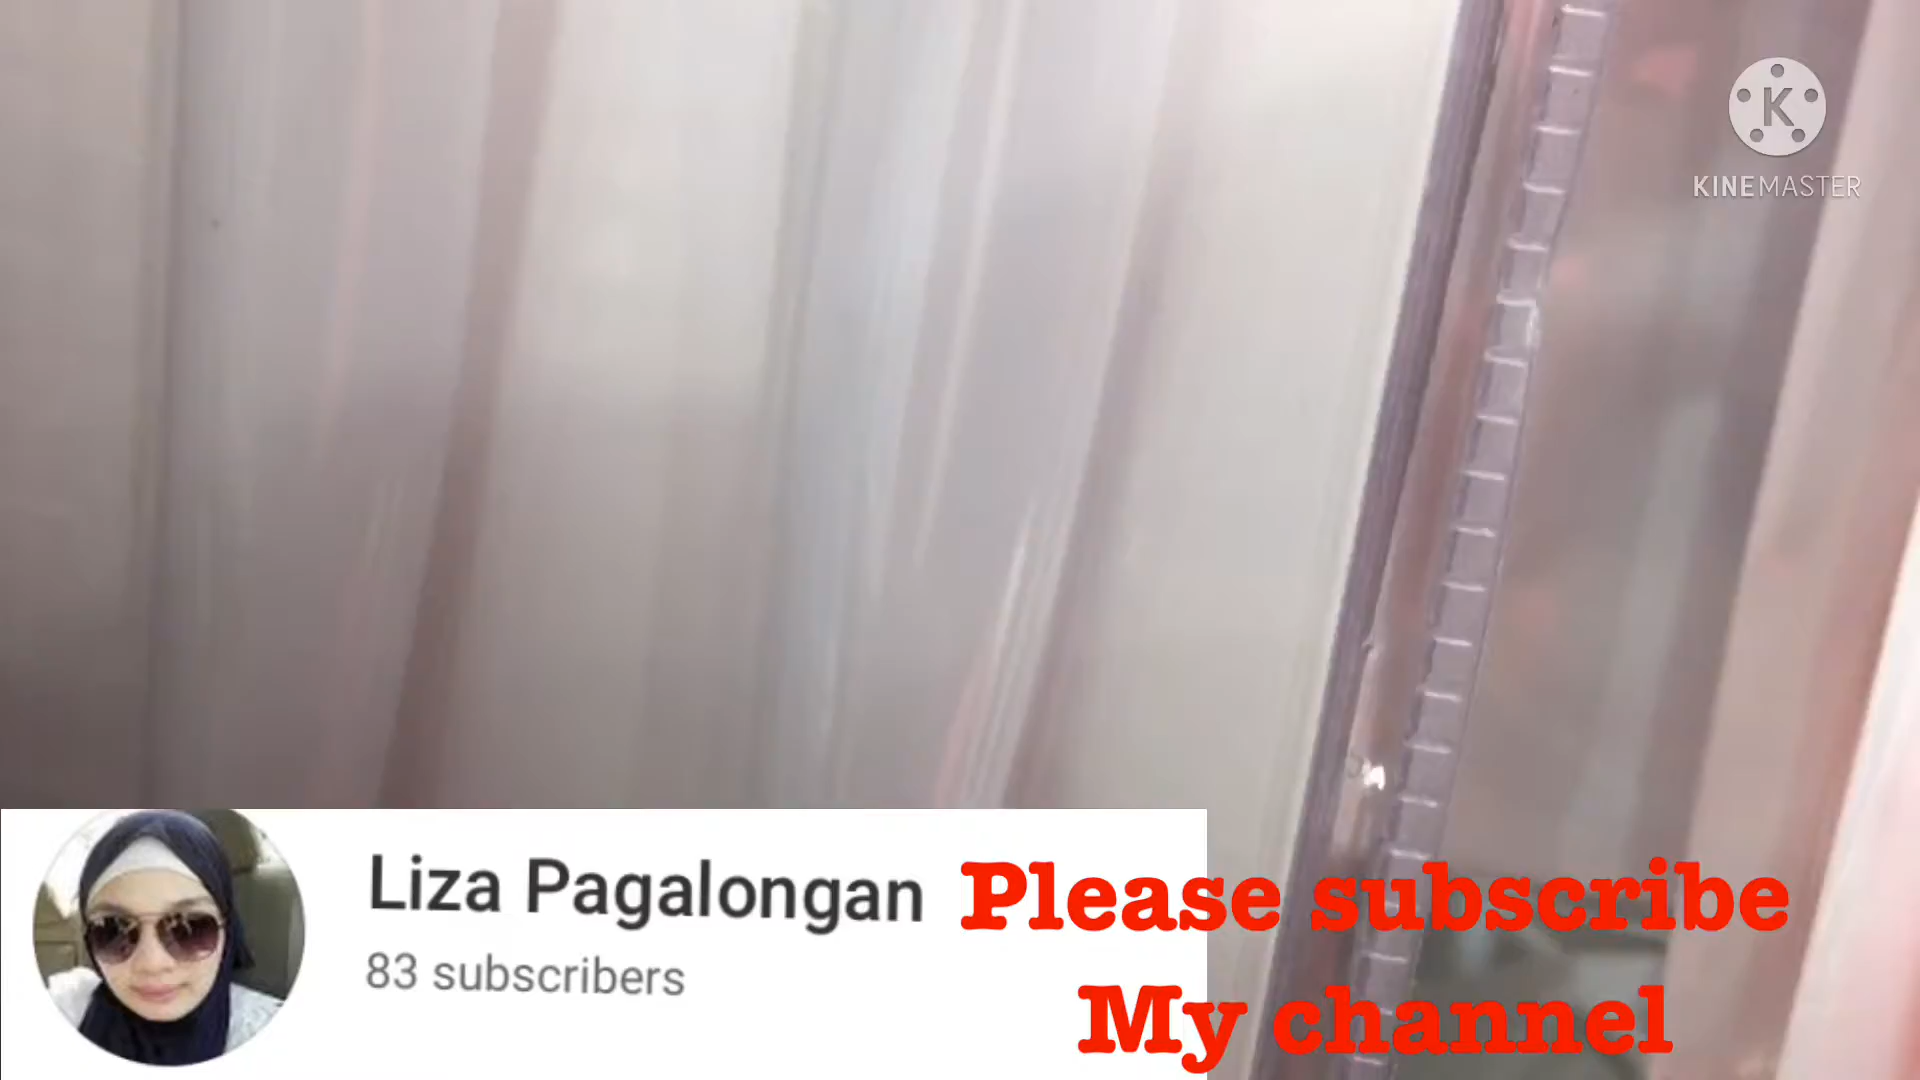 K
KINEMASTER
Liza Pagalongan
83 subscribers
Please subscribe
My channel